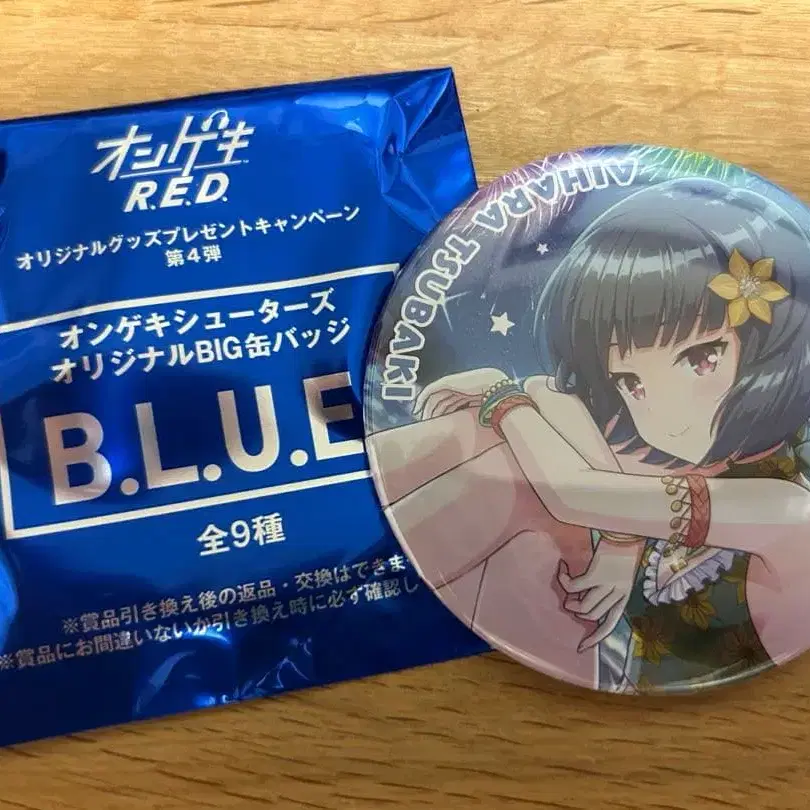 オンゲキ
R.E.D.
オリジナルグッズプレゼントキャンペーン
第4弾
オンゲキシューターズ
オリジナルBIG缶バッジ
B.L.U.E
全9種
※賞品引き換え後の返品・交換はできま
※賞品にお間違いないか引き換え時に必ず確認し
AIHARA TSUBAKI